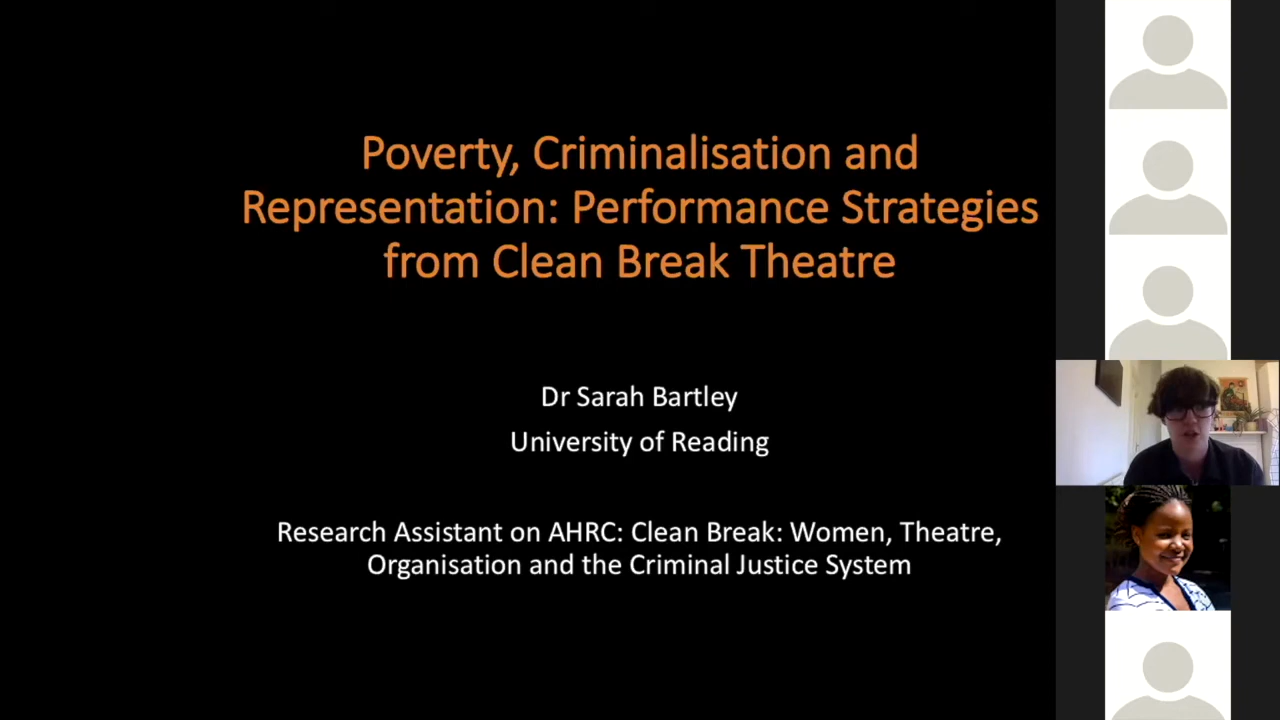 Poverty, Criminalisation and
Representation: Performance Strategies
from Clean Break Theatre
Dr Sarah Bartley
University of Reading
Research Assistant on AHRC: Clean Break: Women, Theatre,
Organisation and the Criminal Justice System